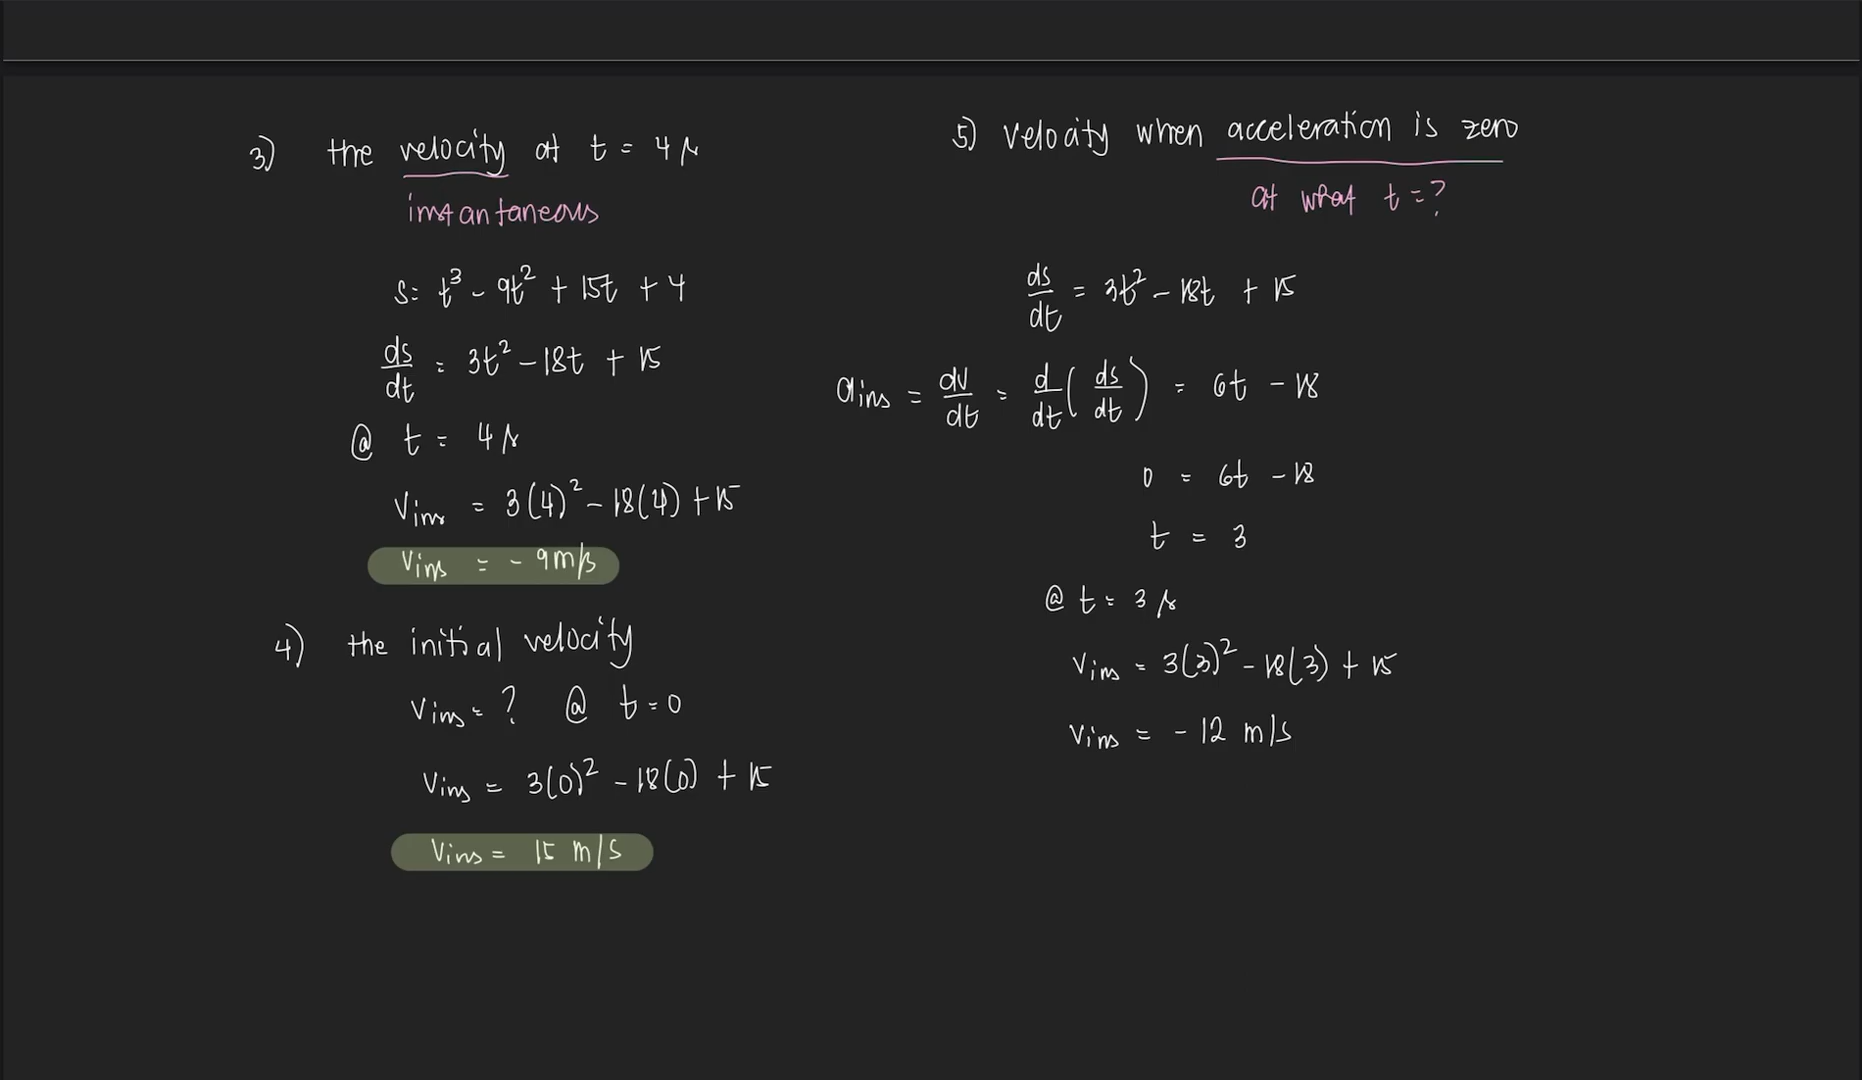 3) the velocity at t = 4 s
instantaneous
s = t³ - 9t² + 15t + 4
ds/dt = 3t² - 18t + 15
@ t = 4 s
Vins = 3(4)² - 18(4) + 15
Vins = - 9 m/s
4) the initial velocity
Vins = ? @ t = 0
Vins = 3(0)² - 18(0) + 15
Vins = 15 m/s
5) velocity when acceleration is zero
at what t = ?
ds/dt = 3t² - 18t + 15
ains = dv/dt = d/dt (ds/dt) = 6t - 18
0 = 6t - 18
t = 3
@ t = 3 s
Vins = 3(3)² - 18(3) + 15
Vins = - 12 m/s